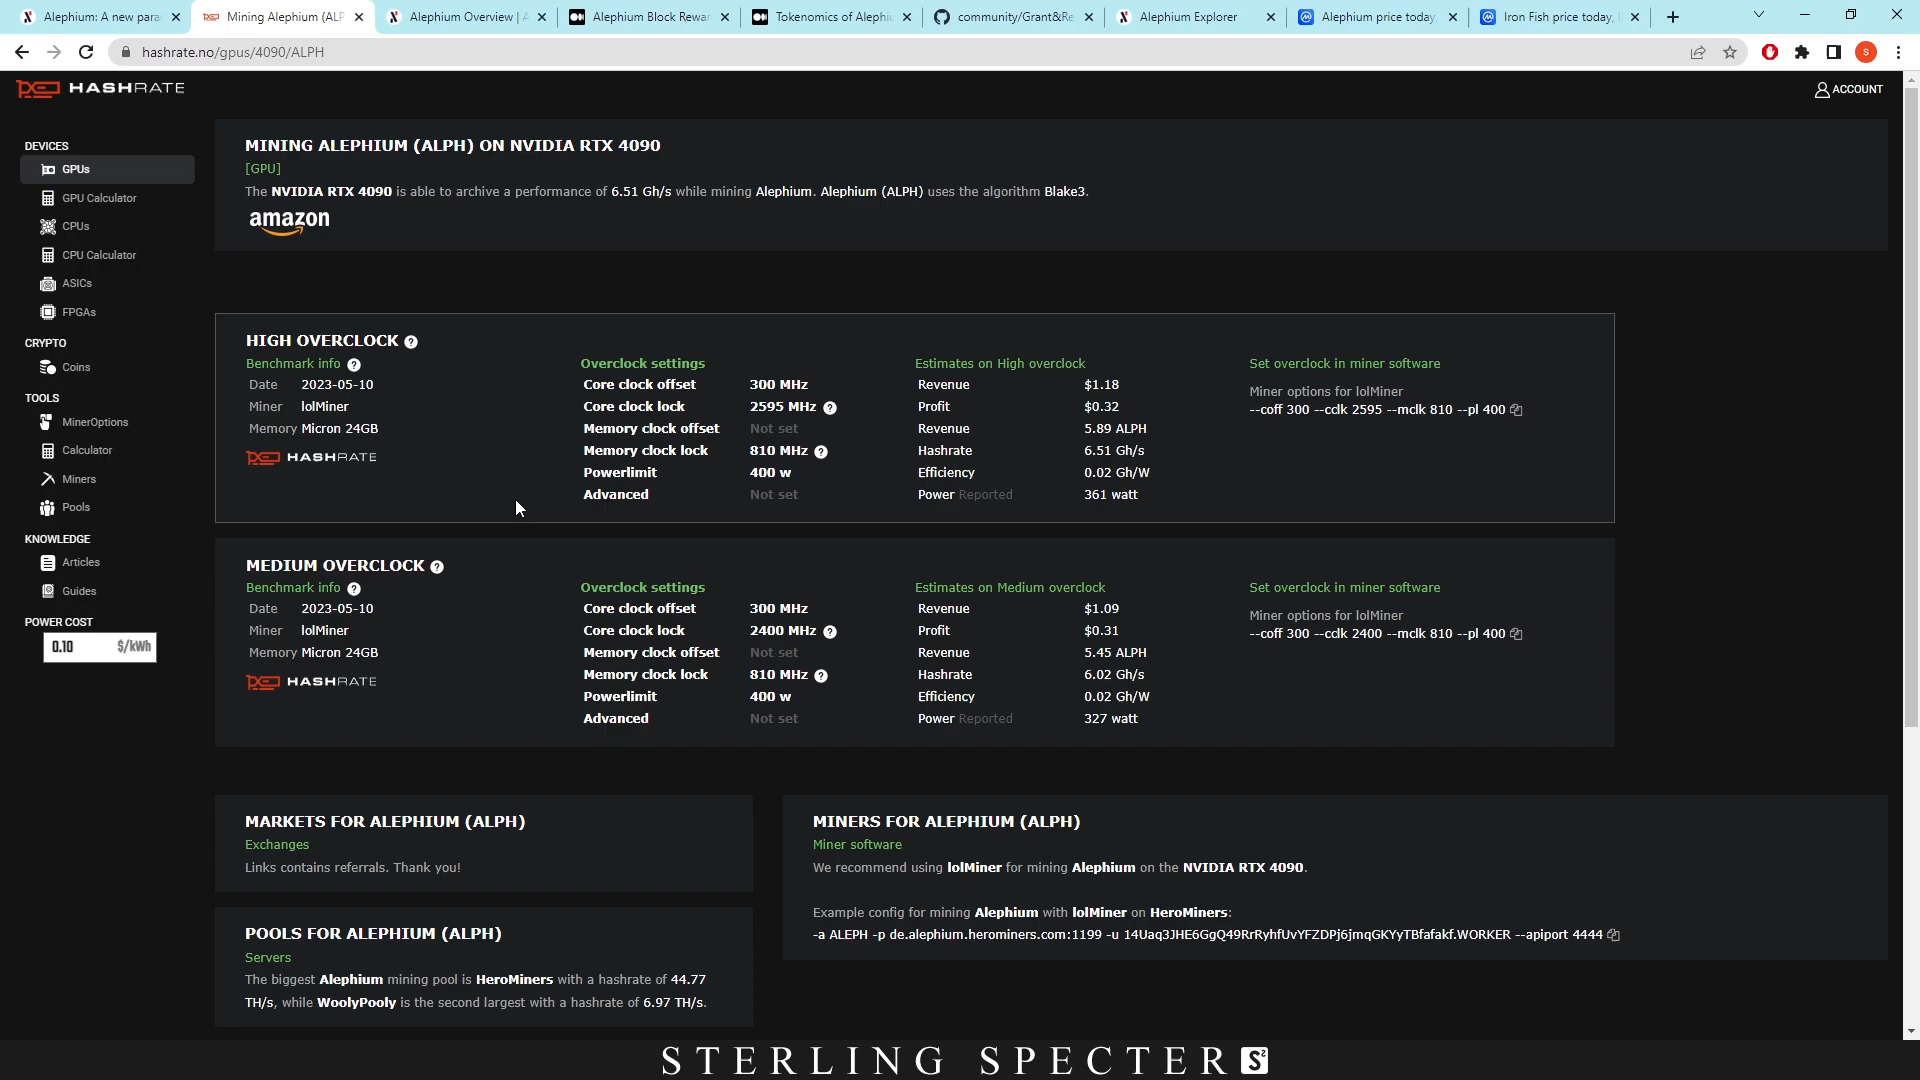 Alephium: A new para
Mining Alephium (ALP
Alephium Overview | A
Alephium Block Rewar
Tokenomics of Alephiu
community/Grant&Re
Alephium Explorer
Alephium price today,
Iron Fish price today,
hashrate.no/gpus/4090/ALPH
S
HASHRATE
ACCOUNT
DEVICES
GPUs
GPU Calculator
CPUs
CPU Calculator
ASICs
FPGAs
CRYPTO
Coins
TOOLS
MinerOptions
Calculator
Miners
Pools
KNOWLEDGE
Articles
Guides
POWER COST
0.10 $/kWh
MINING ALEPHIUM (ALPH) ON NVIDIA RTX 4090
[GPU]
The NVIDIA RTX 4090 is able to archive a performance of 6.51 Gh/s while mining Alephium. Alephium (ALPH) uses the algorithm Blake3.
amazon
HIGH OVERCLOCK ?
Benchmark info ?
Date 2023-05-10
Miner lolMiner
Memory Micron 24GB
HASHRATE
Overclock settings
Core clock offset 300 MHz
Core clock lock 2595 MHz ?
Memory clock offset Not set
Memory clock lock 810 MHz ?
Powerlimit 400 w
Advanced Not set
Estimates on High overclock
Revenue $1.18
Profit $0.32
Revenue 5.89 ALPH
Hashrate 6.51 Gh/s
Efficiency 0.02 Gh/W
Power Reported 361 watt
Set overclock in miner software
Miner options for lolMiner
--coff 300 --cclk 2595 --mclk 810 --pl 400
MEDIUM OVERCLOCK ?
Benchmark info ?
Date 2023-05-10
Miner lolMiner
Memory Micron 24GB
HASHRATE
Overclock settings
Core clock offset 300 MHz
Core clock lock 2400 MHz ?
Memory clock offset Not set
Memory clock lock 810 MHz ?
Powerlimit 400 w
Advanced Not set
Estimates on Medium overclock
Revenue $1.09
Profit $0.31
Revenue 5.45 ALPH
Hashrate 6.02 Gh/s
Efficiency 0.02 Gh/W
Power Reported 327 watt
Set overclock in miner software
Miner options for lolMiner
--coff 300 --cclk 2400 --mclk 810 --pl 400
MARKETS FOR ALEPHIUM (ALPH)
Exchanges
Links contains referrals. Thank you!
POOLS FOR ALEPHIUM (ALPH)
Servers
The biggest Alephium mining pool is HeroMiners with a hashrate of 44.77
TH/s, while WoolyPooly is the second largest with a hashrate of 6.97 TH/s.
MINERS FOR ALEPHIUM (ALPH)
Miner software
We recommend using lolMiner for mining Alephium on the NVIDIA RTX 4090.
Example config for mining Alephium with lolMiner on HeroMiners:
-a ALEPH -p de.alephium.herominers.com:1199 -u 14Uaq3JHE6GgQ49RrRyhfUvYFZDPj6jmqGKYyTBfafakf.WORKER --apiport 4444
STERLING SPECTER S²